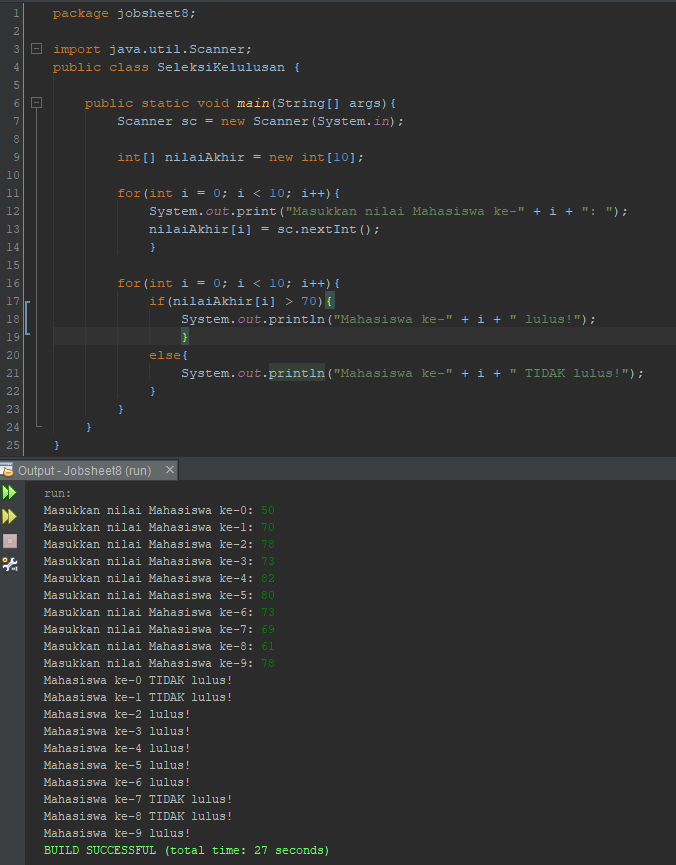 1 package jobsheet8;
2
3 import java.util.Scanner;
4 public class SeleksiKelulusan {
5
6 public static void main(String[] args){
7 Scanner sc = new Scanner(System.in);
8
9 int[] nilaiAkhir = new int[10];
10
11 for(int i = 0; i < 10; i++){
12 System.out.print("Masukkan nilai Mahasiswa ke-" + i + ": ");
13 nilaiAkhir[i] = sc.nextInt();
14 }
15
16 for(int i = 0; i < 10; i++){
17 if(nilaiAkhir[i] > 70){
18 System.out.println("Mahasiswa ke-" + i + " lulus!");
19 }
20 else{
21 System.out.println("Mahasiswa ke-" + i + " TIDAK lulus!");
22 }
23 }
24 }
25 }
Output - Jobsheet8 (run) ×
run:
Masukkan nilai Mahasiswa ke-0: 50
Masukkan nilai Mahasiswa ke-1: 70
Masukkan nilai Mahasiswa ke-2: 78
Masukkan nilai Mahasiswa ke-3: 73
Masukkan nilai Mahasiswa ke-4: 82
Masukkan nilai Mahasiswa ke-5: 80
Masukkan nilai Mahasiswa ke-6: 73
Masukkan nilai Mahasiswa ke-7: 69
Masukkan nilai Mahasiswa ke-8: 61
Masukkan nilai Mahasiswa ke-9: 78
Mahasiswa ke-0 TIDAK lulus!
Mahasiswa ke-1 TIDAK lulus!
Mahasiswa ke-2 lulus!
Mahasiswa ke-3 lulus!
Mahasiswa ke-4 lulus!
Mahasiswa ke-5 lulus!
Mahasiswa ke-6 lulus!
Mahasiswa ke-7 TIDAK lulus!
Mahasiswa ke-8 TIDAK lulus!
Mahasiswa ke-9 lulus!
BUILD SUCCESSFUL (total time: 27 seconds)